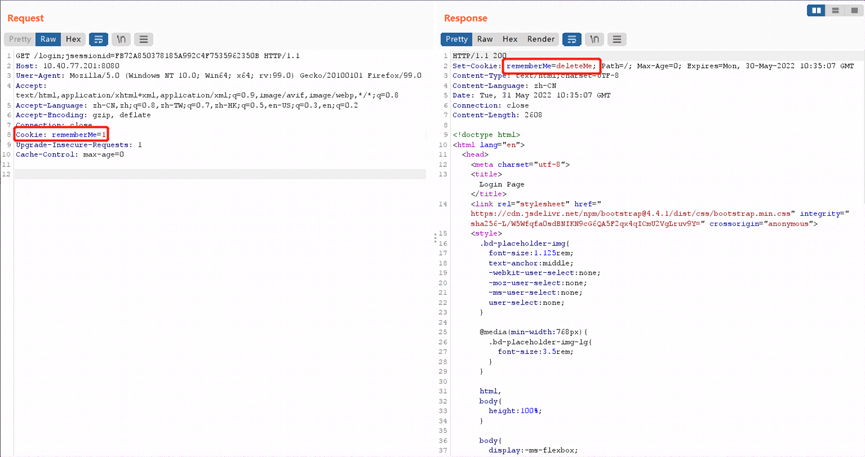 Request
Pretty Raw Hex \n
1 GET /login;jsessionid=FB72A850378185A992C4F7535962350B HTTP/1.1
2 Host: 10.40.77.201:8080
3 User-Agent: Mozilla/5.0 (Windows NT 10.0; Win64; x64; rv:99.0) Gecko/20100101 Firefox/99.0
4 Accept:
text/html,application/xhtml+xml,application/xml;q=0.9,image/avif,image/webp,*/*;q=0.8
5 Accept-Language: zh-CN,zh;q=0.8,zh-TW;q=0.7,zh-HK;q=0.5,en-US;q=0.3,en;q=0.2
6 Accept-Encoding: gzip, deflate
7 Connection: close
8 Cookie: rememberMe=1
9 Upgrade-Insecure-Requests: 1
10 Cache-Control: max-age=0
11
12
Response
Pretty Raw Hex Render \n
1 HTTP/1.1 200
2 Set-Cookie: rememberMe=deleteMe; Path=/; Max-Age=0; Expires=Mon, 30-May-2022 10:35:07 GMT
3 Content-Type: text/html;charset=UTF-8
4 Content-Language: zh-CN
5 Date: Tue, 31 May 2022 10:35:07 GMT
6 Connection: close
7 Content-Length: 2608
8
9 <!doctype html>
10 <html lang="en">
11 <head>
12 <meta charset="utf-8">
13 <title>
Login Page
</title>
14 <link rel="stylesheet" href="
https://cdn.jsdelivr.net/npm/bootstrap@4.4.1/dist/css/bootstrap.min.css" integrity="
crossorigin="anonymous">
15 <style>
16 .bd-placeholder-img{
17 font-size:1.125rem;
18 text-anchor:middle;
19 -webkit-user-select:none;
20 -moz-user-select:none;
21 -ms-user-select:none;
22 user-select:none;
23 }
24
25 @media(min-width:768px){
26 .bd-placeholder-img-lg{
27 font-size:3.5rem;
28 }
29 }
30
31 html,
32 body{
33 height:100%;
34 }
35
36 body{
37 display:-ms-flexbox;